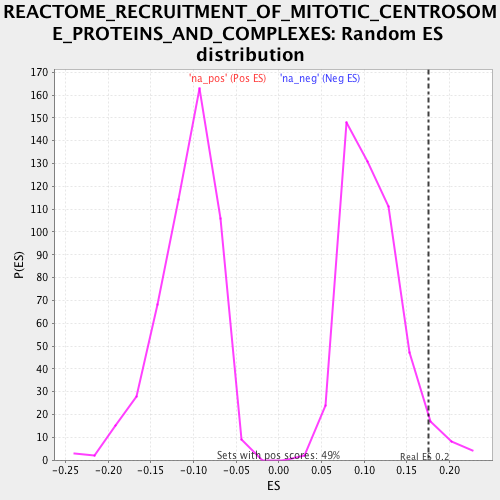 REACTOME_RECRUITMENT_OF_MITOTIC_CENTROSOM
E_PROTEINS_AND_COMPLEXES: Random ES
distribution
'na_pos' (Pos ES) 'na_neg' (Neg ES)
170
160
150
140
130
120
110
100
90
80
70
60
50
40
30
20
10
0
P(ES)
Sets with pos scores: 49%
Real ES 0.2
-0.25 -0.20 -0.15 -0.10 -0.05 0.00 0.05 0.10 0.15 0.20
ES